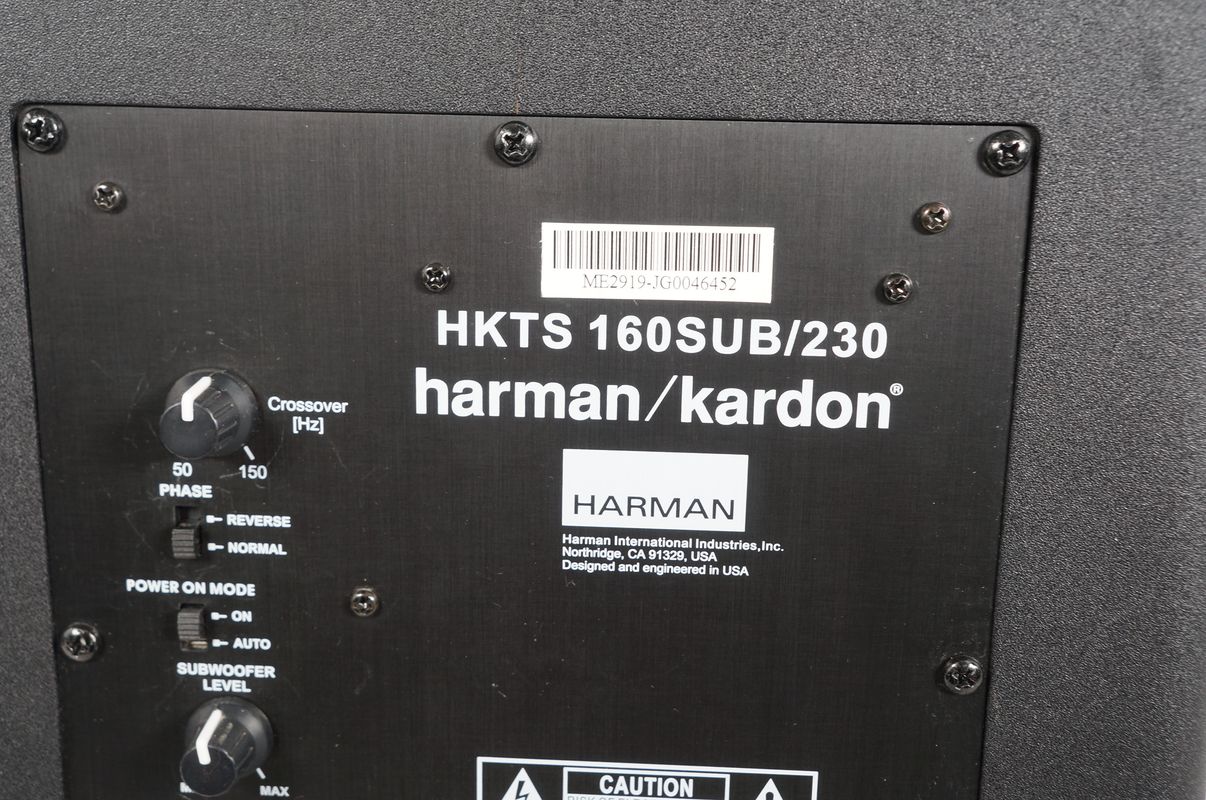 ME2919-JG0046452
HKTS 160SUB/230
harman/kardon®
HARMAN
Harman International Industries,Inc.
Northridge, CA 91329, USA
Designed and engineered in USA
Crossover
[Hz]
50 150
PHASE
REVERSE
NORMAL
POWER ON MODE
ON
AUTO
SUBWOOFER
LEVEL
MAX
CAUTION